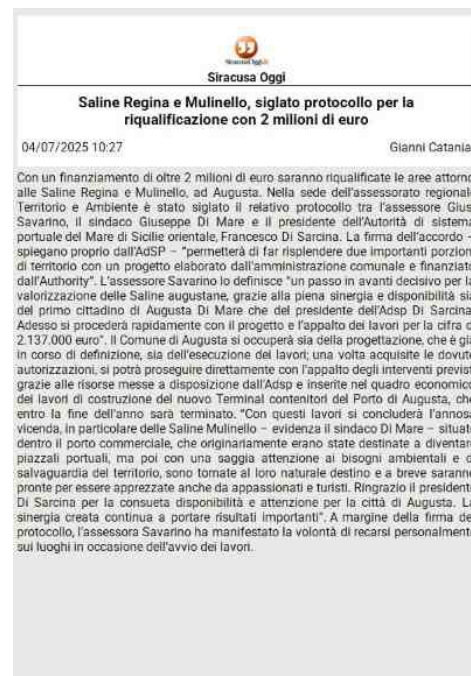 Siracusa Oggi
Saline Regina e Mulinello, siglato protocollo per la
riqualificazione con 2 milioni di euro
04/07/2025 10:27
Gianni Catania
Con un finanziamento di oltre 2 milioni di euro saranno riqualificate le aree attorno
alle Saline Regina e Mulinello, ad Augusta. Nella sede dell'assessorato regional
Territorio e Ambiente è stato siglato il relativo protocollo tra l'assessore Gius
Savarino, il sindaco Giuseppe Di Mare e il presidente dell'Autorità di sistema
portuale del Mare di Sicilie orientale, Francesco Di Sarcina. La firma dell'accordo –
spiegano proprio dall'AdSP – "permetterà di far risplendere due importanti porzion
di territorio con un progetto elaborato dall'amministrazione comunale e finanziato
dall'Authority". L'assessore Savarino lo definisce "un passo in avanti decisivo per la
valorizzazione delle Saline augustane, grazie alla piena sinergia e disponibilità sia
del primo cittadino di Augusta Di Mare che del presidente dell'Adsp Di Sarcina.
Adesso si procederà rapidamente con il progetto e l'appalto dei lavori per la cifra d
2.137.000 euro". Il Comune di Augusta si occuperà sia della progettazione, che è già
in corso di definizione, sia dell'esecuzione dei lavori; una volta acquisite le dovute
autorizzazioni, si potrà proseguire direttamente con l'appalto degli interventi previst
grazie alle risorse messe a disposizione dall'Adsp e inserite nel quadro economico
dei lavori di costruzione del nuovo Terminal contenitori del Porto di Augusta, che
entro la fine dell'anno sarà terminato. "Con questi lavori si concluderà l'annosa
vicenda, in particolare delle Saline Mulinello – evidenzia il sindaco Di Mare – situate
dentro il porto commerciale, che originariamente erano state destinate a diventare
piazzali portuali, ma poi con una saggia attenzione ai bisogni ambientali e d
salvaguardia del territorio, sono tornate al loro naturale destino e a breve saranno
pronte per essere apprezzate anche da appassionati e turisti. Ringrazio il presidente
Di Sarcina per la consueta disponibilità e attenzione per la città di Augusta. La
sinergia creata continua a portare risultati importanti". A margine della firma de
protocollo, l'assessora Savarino ha manifestato la volontà di recarsi personalmente
sui luoghi in occasione dell'avvio dei lavori.